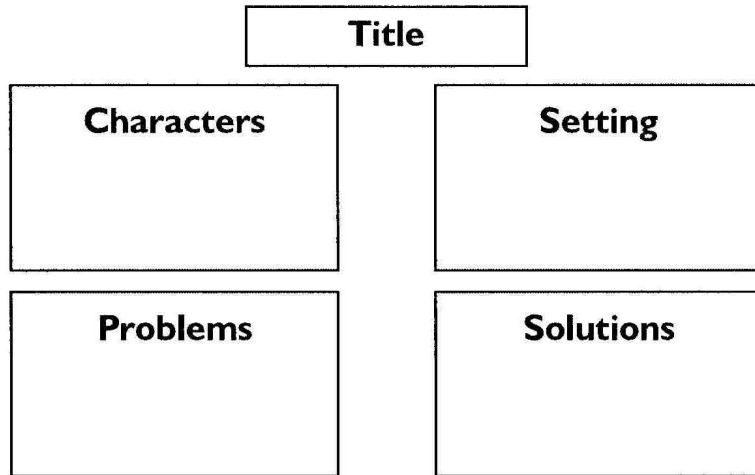 Title
Characters
Setting
Problems
Solutions